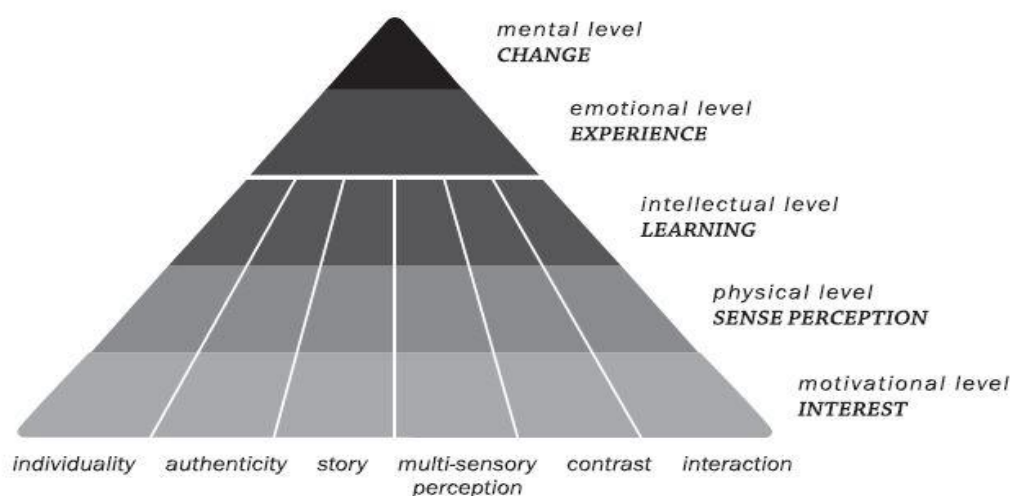 mental level
CHANGE
emotional level
EXPERIENCE
intellectual level
LEARNING
physical level
SENSE PERCEPTION
motivational level
INTEREST
individuality authenticity story multi-sensory contrast interaction
perception